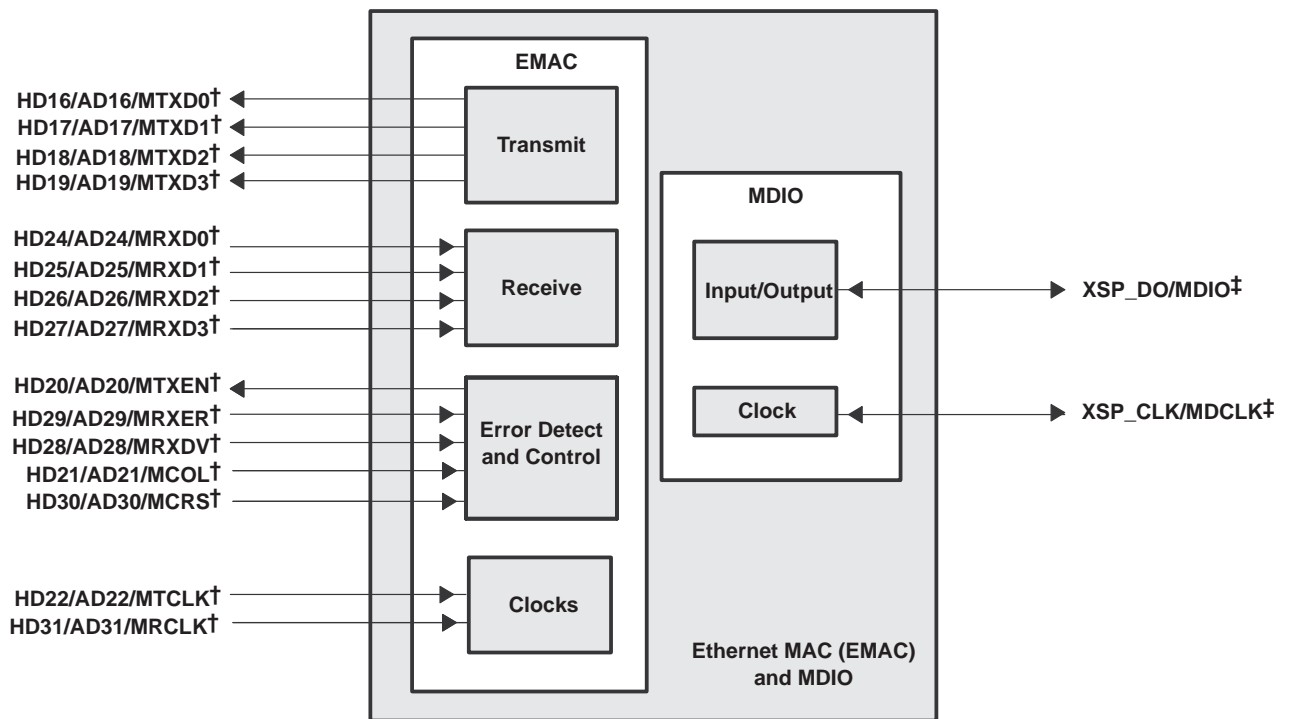 EMAC
HD16/AD16/MTXD0†
HD17/AD17/MTXD1†
HD18/AD18/MTXD2†
HD19/AD19/MTXD3†
Transmit
HD24/AD24/MRXD0†
HD25/AD25/MRXD1†
HD26/AD26/MRXD2†
HD27/AD27/MRXD3†
Receive
HD20/AD20/MTXEN†
HD29/AD29/MRXER†
HD28/AD28/MRXDV†
HD21/AD21/MCOL†
HD30/AD30/MCRS†
Error Detect
and Control
HD22/AD22/MTCLK†
HD31/AD31/MRCLK†
Clocks
MDIO
Input/Output
XSP_DO/MDIO‡
Clock
XSP_CLK/MDCLK‡
Ethernet MAC (EMAC)
and MDIO